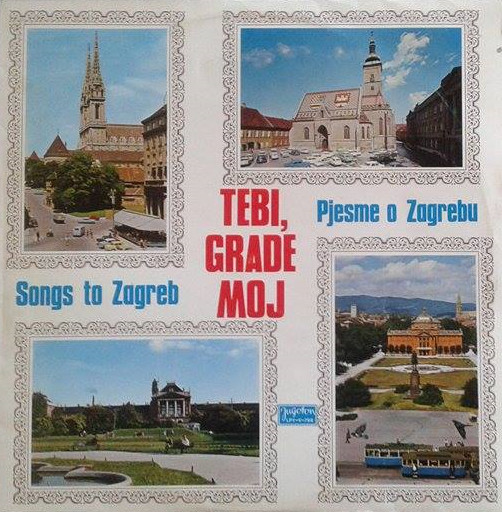 TEBI,
GRADE
MOJ
Pjesme o Zagrebu
Songs to Zagreb
Jugoton